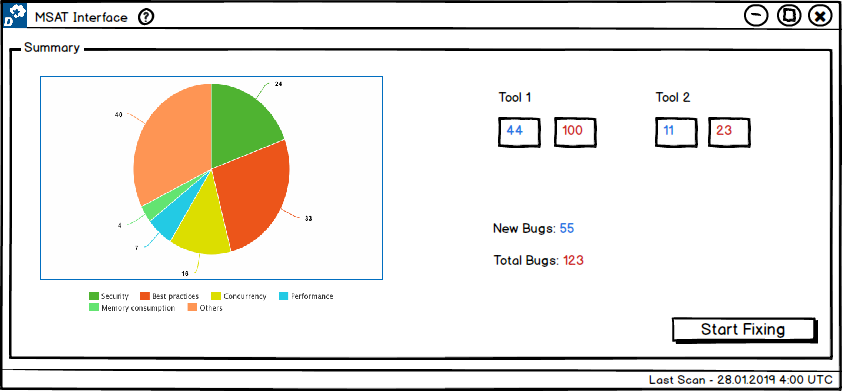 D
MSAT Interface ?
Summary
24
40
33
4
7
16
Security Best practices Concurrency Performance
Memory consumption Others
Tool 1 Tool 2
44 100 11 23
New Bugs: 55
Total Bugs: 123
Start Fixing
Last Scan - 28.01.2019 4:00 UTC